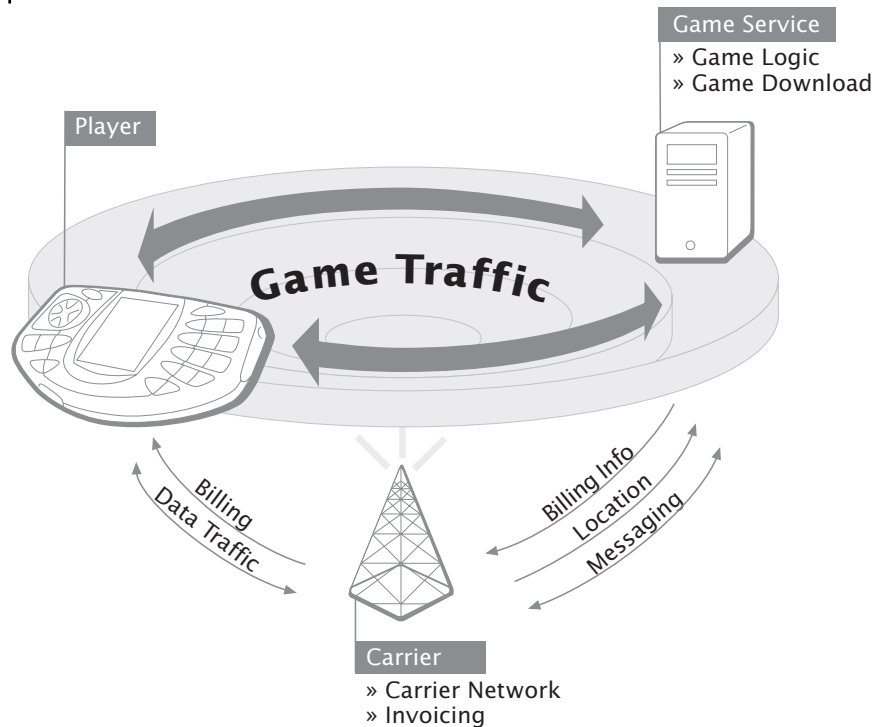 Game Service
» Game Logic
» Game Download
Player
Game Traffic
Billing
Data Traffic
Billing Info
Location
Messaging
Carrier
» Carrier Network
» Invoicing